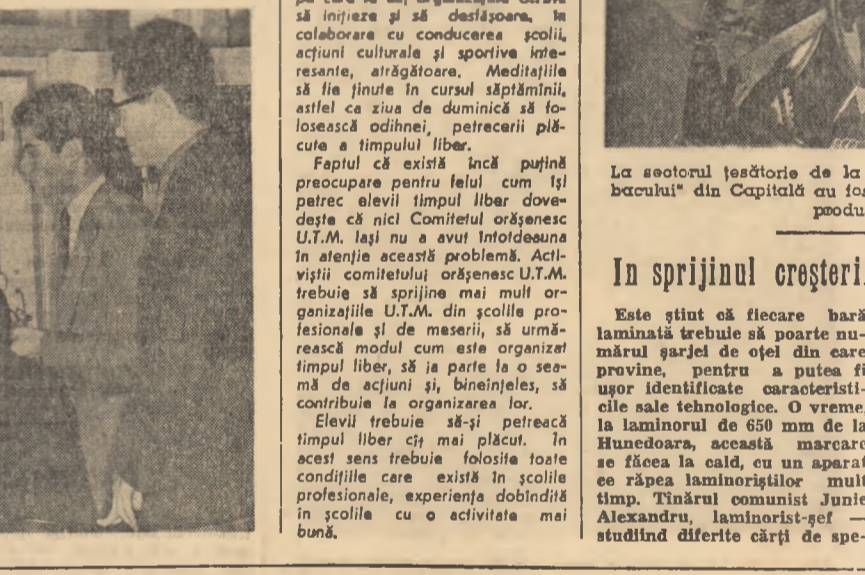 să inițieze și să desfășoare, în
colaborare cu conducerea școlii,
acțiuni culturale și sportive inte-
resante, atrăgătoare. Meditațiile
să fie ținute în cursul săptămînii,
astfel ca ziua de duminică să fo-
losească odihnei, petrecerii plă-
cute a timpului liber.
Faptul că există încă puțină
preocupare pentru felul cum își
petrec elevii timpul liber dove-
dește că nici Comitetul orășenesc
U.T.M. Iași nu a avut întotdeauna
în atenție această problemă. Acti-
viștii comitetului orășenesc U.T.M.
trebuie să sprijine mai mult or-
ganizațiile U.T.M. din școlile pro-
fesionale și de meserii, să urmă-
rească modul cum este organizat
timpul liber, să ia parte la o sea-
mă de acțiuni și, bineînțeles, să
contribuie la organizarea lor.
Elevii trebuie să-și petreacă
timpul liber cît mai plăcut. În
acest sens trebuie folosite toate
condițiile care există în școlile
profesionale, experiența dobîndită
în școlile cu o activitate mai
bună.
La sectorul țesătorie de la
bacului" din Capitală au fos
produ
In sprijinul creșteri
Este știut că fiecare bară
laminată trebuie să poarte nu-
mărul șarjei de oțel din care
provine, pentru a putea fi
ușor identificate caracteristi-
cile sale tehnologice. O vreme,
la laminorul de 650 mm de la
Hunedoara, această marcare
se făcea la cald, cu un aparat
ce răpea laminoriștilor mult
timp. Tînărul comunist Junie
Alexandru, laminorist-șef —
studiind diferite cărți de spe-